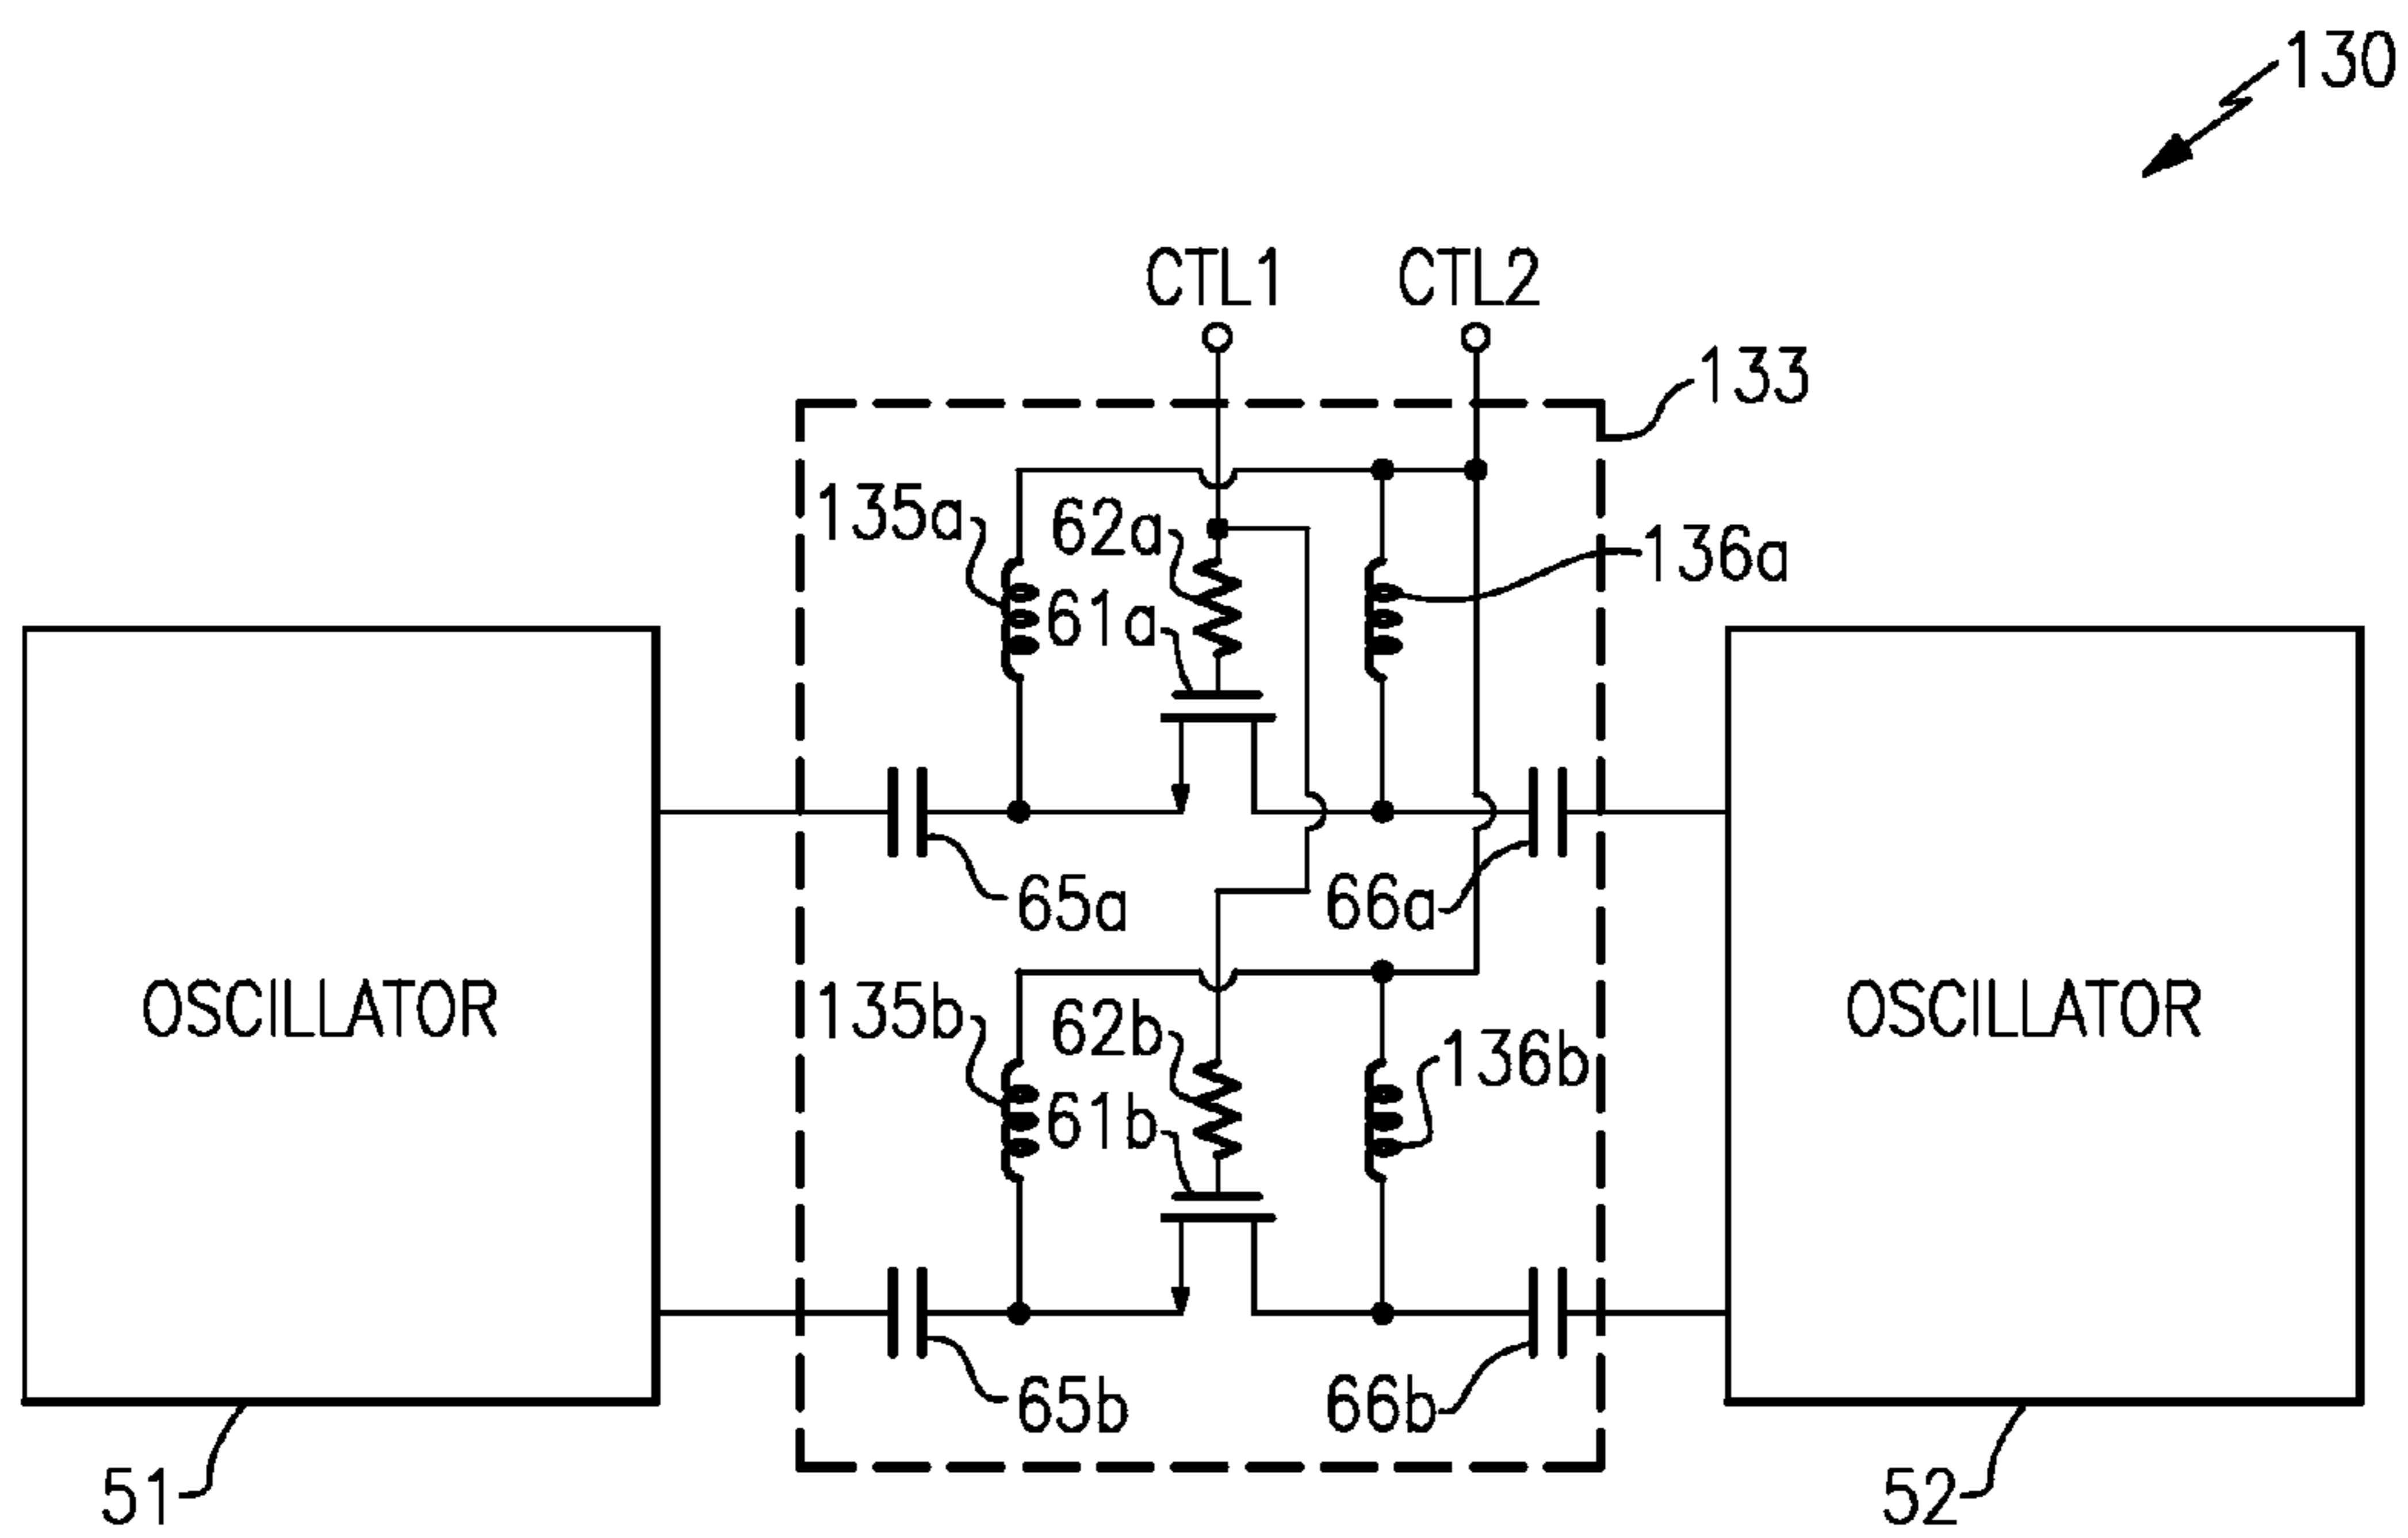 130
CTL1 CTL2
133
135a 62a 136a
61a
65a 66a
OSCILLATOR OSCILLATOR
135b 62b 136b
61b
65b 66b
51 52